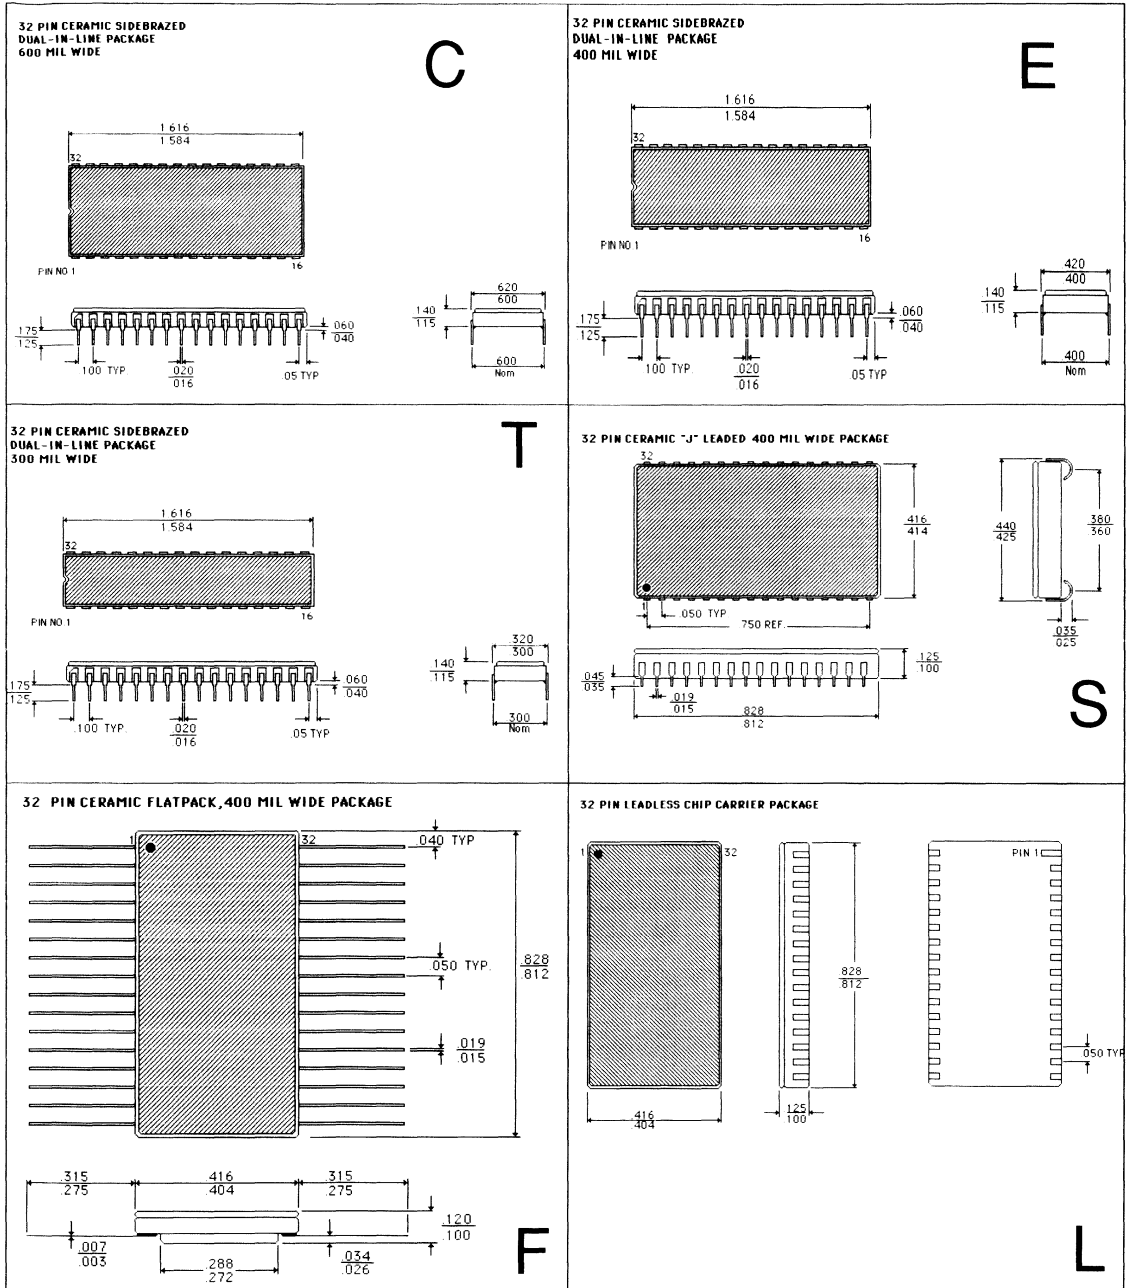 32 PIN CERAMIC SIDEBRAZED
DUAL-IN-LINE PACKAGE
600 MIL WIDE
C
1.616
1.584
32
PIN NO 1
16
.175
.125
.100 TYP.
.020
.016
.05 TYP
.060
.040
.140
.115
620
600
.600
Nom
32 PIN CERAMIC SIDEBRAZED
DUAL-IN-LINE PACKAGE
400 MIL WIDE
E
1.616
1.584
32
PIN NO 1
16
.175
.125
.100 TYP.
.020
.016
.05 TYP
.060
.040
.140
.115
.420
.400
.400
Nom
32 PIN CERAMIC SIDEBRAZED
DUAL-IN-LINE PACKAGE
300 MIL WIDE
T
1.616
1.584
32
PIN NO 1
16
.175
.125
.100 TYP.
.020
.016
.05 TYP
.060
.040
.140
.115
.320
.300
.300
Nom
32 PIN CERAMIC "J" LEADED 400 MIL WIDE PACKAGE
32
1
.050 TYP
.750 REF.
.416
.414
.440
.425
.380
.360
.035
.025
.045
.035
.019
.015
.828
.812
.125
.100
S
32 PIN CERAMIC FLATPACK, 400 MIL WIDE PACKAGE
1
32
.040 TYP
.050 TYP.
.828
.812
.019
.015
.315
.275
.416
.404
.315
.275
.120
.100
.007
.003
.288
.272
.034
.026
F
32 PIN LEADLESS CHIP CARRIER PACKAGE
1
32
.828
.812
PIN 1
.050 TYP
.416
.404
.125
.100
L